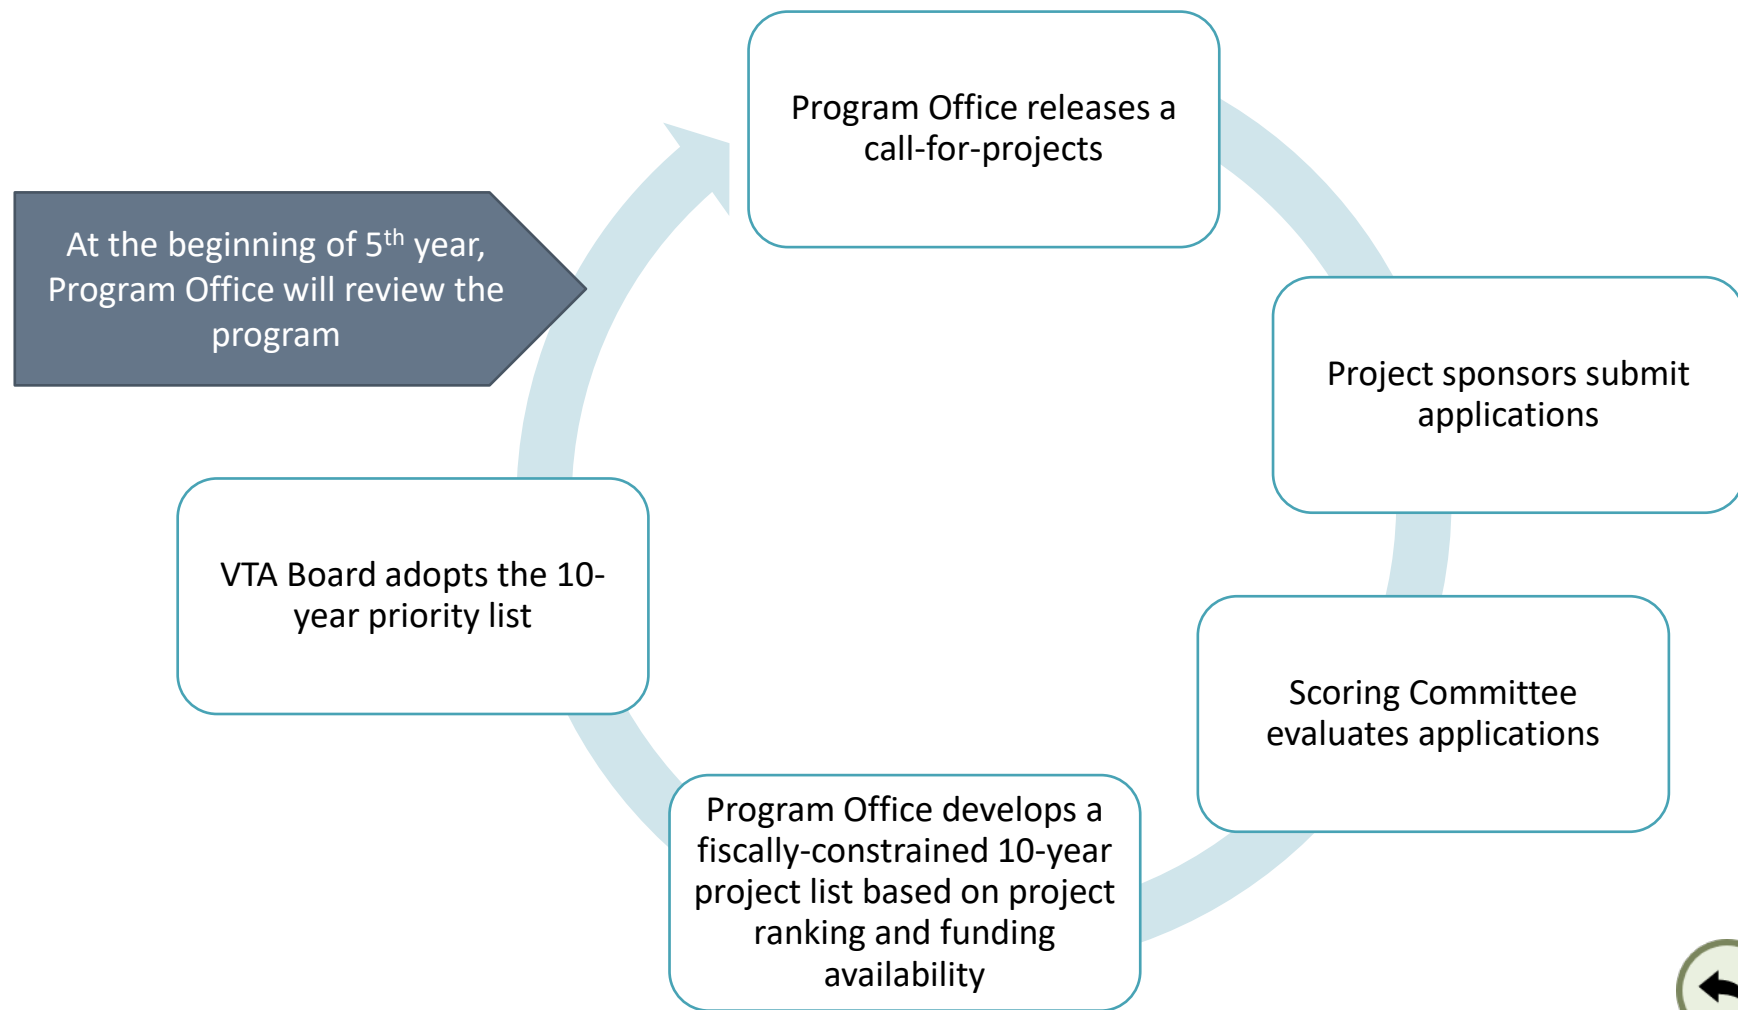 Program Office releases a
call-for-projects
At the beginning of 5th year,
Program Office will review the
program
Project sponsors submit
applications
VTA Board adopts the 10-
year priority list
Scoring Committee
evaluates applications
Program Office develops a
fiscally-constrained 10-year
project list based on project
ranking and funding
availability